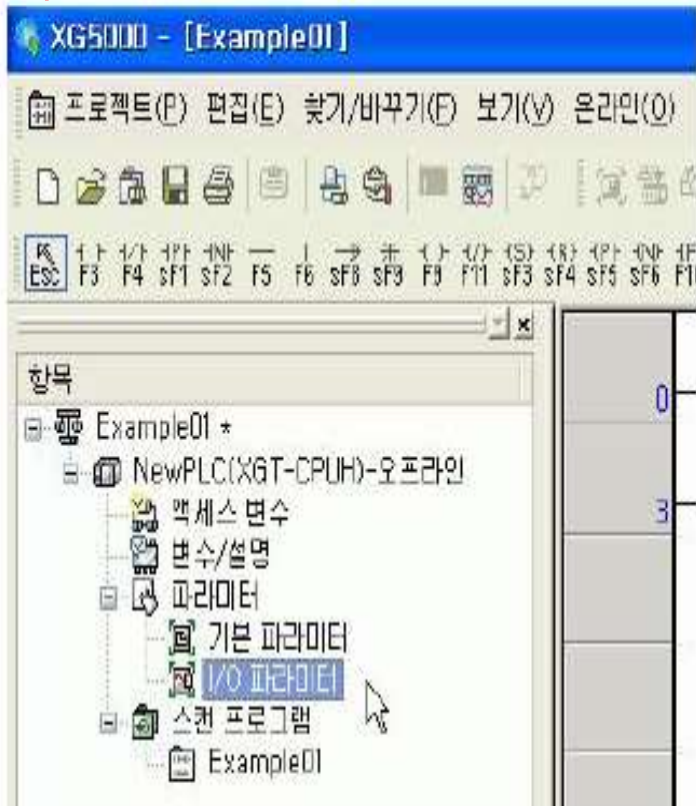 XG5000 - [Example01]
프로젝트(P) 편집(E) 찾기/바꾸기(F) 보기(V) 온라인(O)
Esc F3 F4 sF1 sF2 F5 F6 sF8 sF9 F9 F11 sF3 sF4 sF5 sF6 F10
항목
Example01 *
NewPLC(XGT-CPUH)-오프라인
액세스 변수
변수/설명
파라미터
기본 파라미터
I/O 파라미터
스캔 프로그램
Example01
0
3